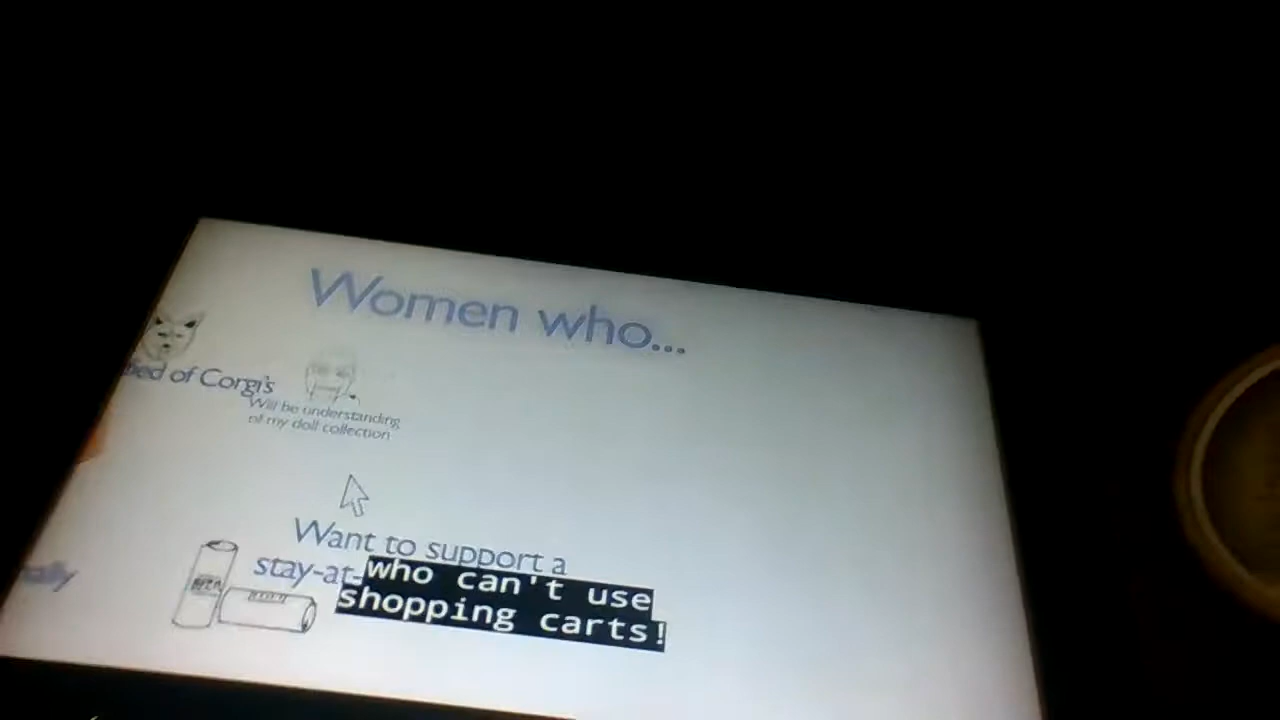 Women who...
of Corgi's
Will be understanding
of my doll collection
Want to support a
stay-at-
who can't use
shopping carts!
BEER